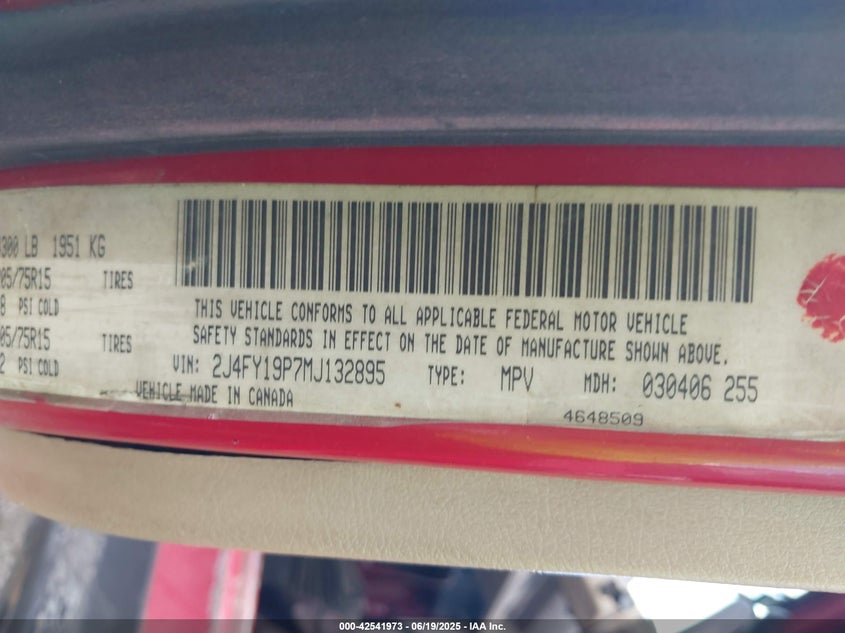 300 LB 1951 KG
05/75R15 TIRES
8 PSI COLD
05/75R15 TIRES
2 PSI COLD
THIS VEHICLE CONFORMS TO ALL APPLICABLE FEDERAL MOTOR VEHICLE
SAFETY STANDARDS IN EFFECT ON THE DATE OF MANUFACTURE SHOWN ABOVE.
VIN: 2J4FY19P7MJ132895 TYPE: MPV MDH: 030406 255
VEHICLE MADE IN CANADA
4648509
000-42541973 - 06/19/2025 - IAA Inc.